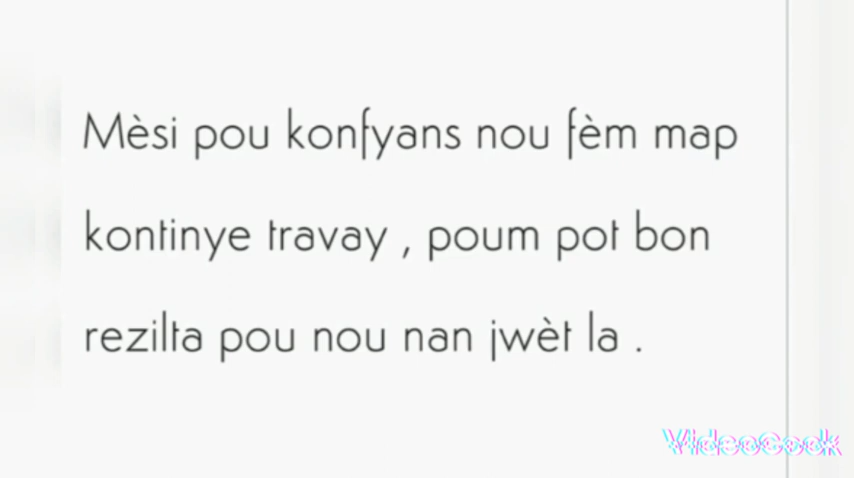 Mèsi pou konfyans nou fèm map
kontinye travay , poum pot bon
rezilta pou nou nan jwèt la .
VideoCook